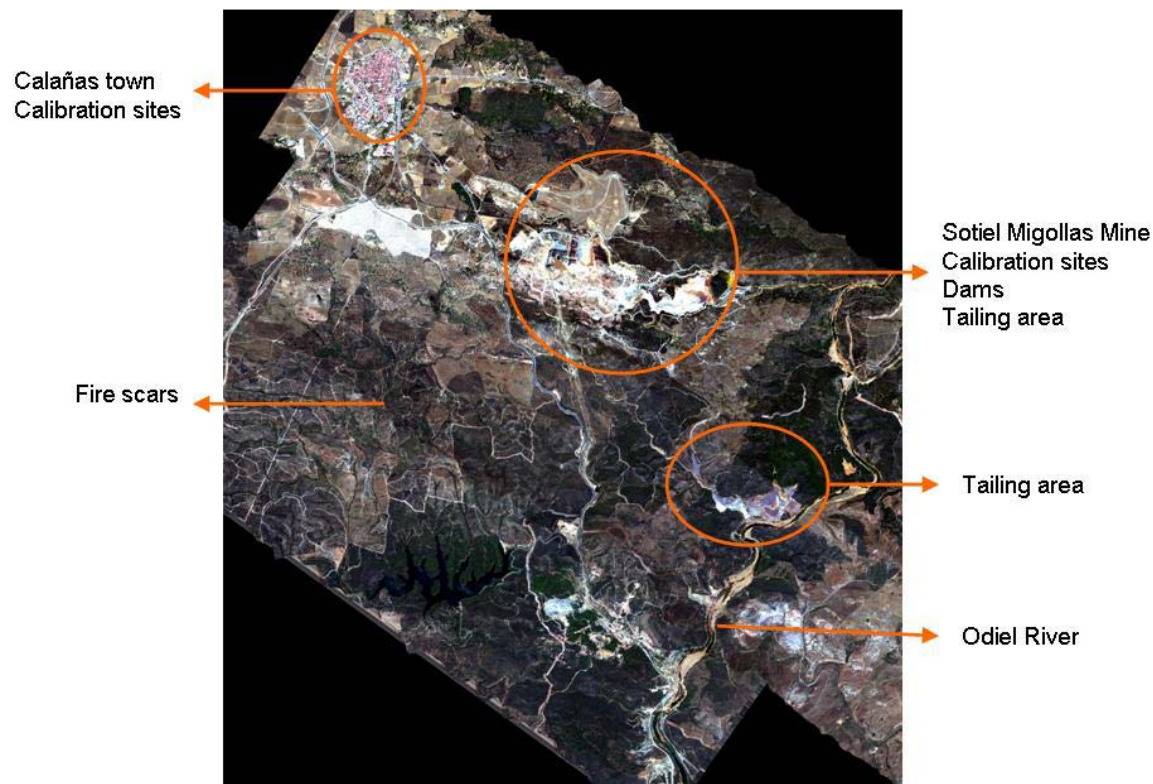 Calañas town
Calibration sites
Sotiel Migollas Mine
Calibration sites
Dams
Tailing area
Fire scars
Tailing area
Odiel River